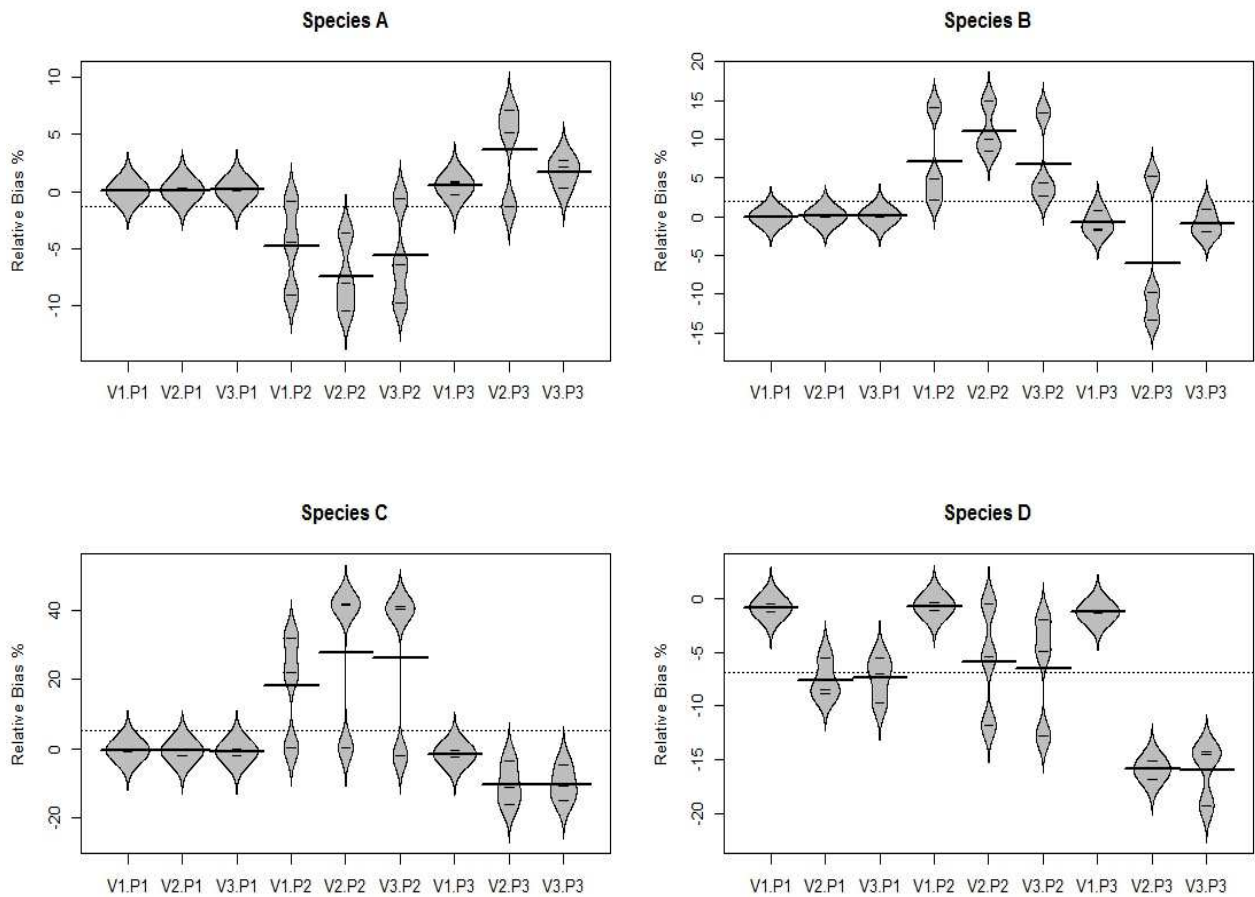 Species A
Relative Bias %
10
5
0
-5
-10
V1.P1 V2.P1 V3.P1 V1.P2 V2.P2 V3.P2 V1.P3 V2.P3 V3.P3
Species B
Relative Bias %
20
15
10
5
0
-5
-10
-15
V1.P1 V2.P1 V3.P1 V1.P2 V2.P2 V3.P2 V1.P3 V2.P3 V3.P3
Species C
Relative Bias %
40
20
0
-20
V1.P1 V2.P1 V3.P1 V1.P2 V2.P2 V3.P2 V1.P3 V2.P3 V3.P3
Species D
Relative Bias %
0
-5
-10
-15
-20
V1.P1 V2.P1 V3.P1 V1.P2 V2.P2 V3.P2 V1.P3 V2.P3 V3.P3